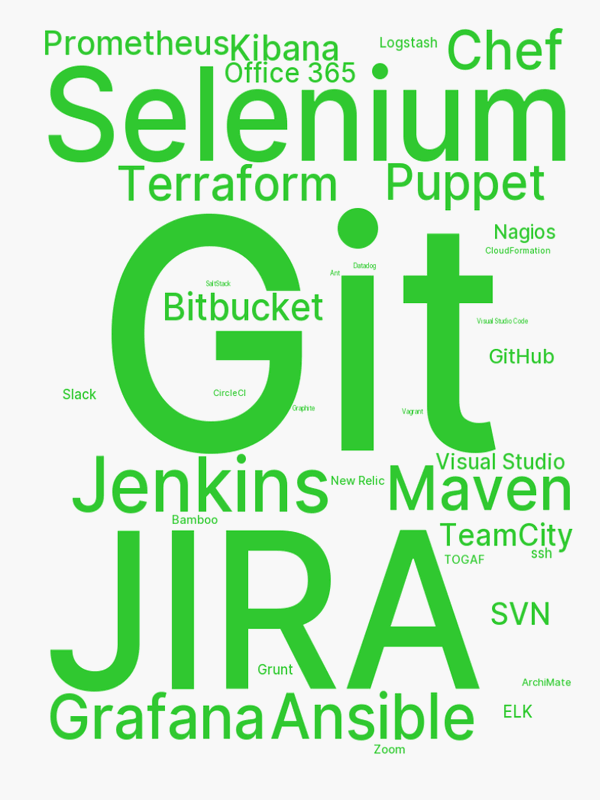 Prometheus
Kibana
Logstash
Chef
Office 365
Selenium
Terraform
Puppet
Git
Nagios
CloudFormation
Datadog
Ant
SaltStack
Bitbucket
Visual Studio Code
GitHub
Slack
CircleCI
Graphite
Vagrant
Visual Studio
Jenkins
New Relic
Maven
Bamboo
TeamCity
ssh
TOGAF
JIRA
SVN
Grunt
ArchiMate
Grafana
Ansible
ELK
Zoom